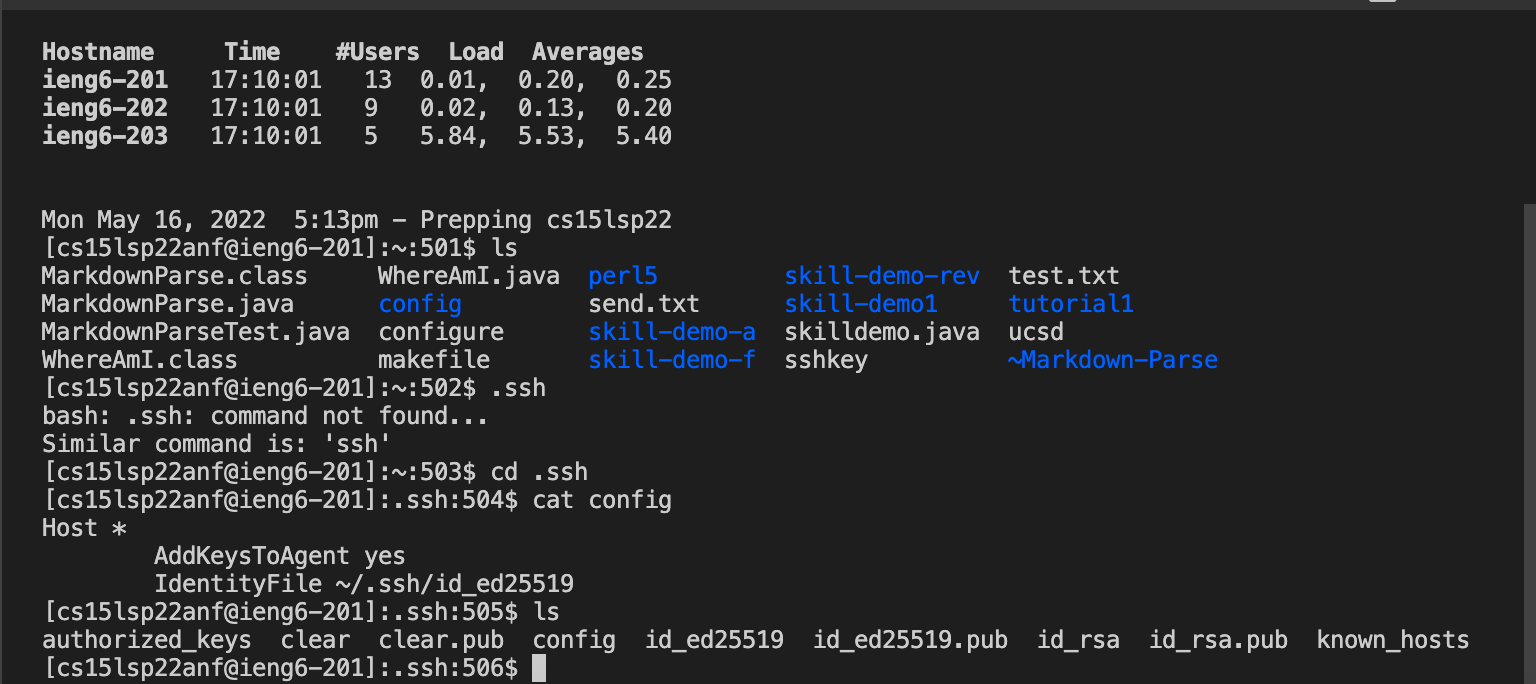 Hostname     Time    #Users  Load  Averages
ieng6-201   17:10:01   13  0.01,  0.20,  0.25
ieng6-202   17:10:01   9   0.02,  0.13,  0.20
ieng6-203   17:10:01   5   5.84,  5.53,  5.40
Mon May 16, 2022  5:13pm - Prepping cs15lsp22
[cs15lsp22anf@ieng6-201]:~:501$ ls
MarkdownParse.class     WhereAmI.java  perl5         skill-demo-rev  test.txt
MarkdownParse.java      config         send.txt      skill-demo1     tutorial1
MarkdownParseTest.java  configure      skill-demo-a  skilldemo.java  ucsd
WhereAmI.class          makefile       skill-demo-f  sshkey          ~Markdown-Parse
[cs15lsp22anf@ieng6-201]:~:502$ .ssh
bash: .ssh: command not found...
Similar command is: 'ssh'
[cs15lsp22anf@ieng6-201]:~:503$ cd .ssh
[cs15lsp22anf@ieng6-201]:.ssh:504$ cat config
Host *
        AddKeysToAgent yes
        IdentityFile ~/.ssh/id_ed25519
[cs15lsp22anf@ieng6-201]:.ssh:505$ ls
authorized_keys  clear  clear.pub  config  id_ed25519  id_ed25519.pub  id_rsa  id_rsa.pub  known_hosts
[cs15lsp22anf@ieng6-201]:.ssh:506$